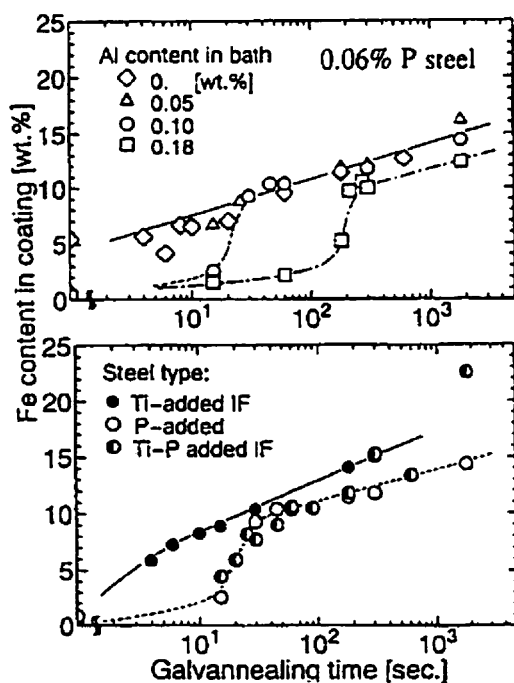 25
20
15
10
5
0
Al content in bath
0. [wt.%]
0.05
0.10
0.18
0.06% P steel
10¹ 10² 10³
Fe content in coating [wt.%]
25
20
15
10
5
0
Steel type:
Ti-added IF
P-added
Ti-P added IF
10¹ 10² 10³
Galvannealing time [sec.]